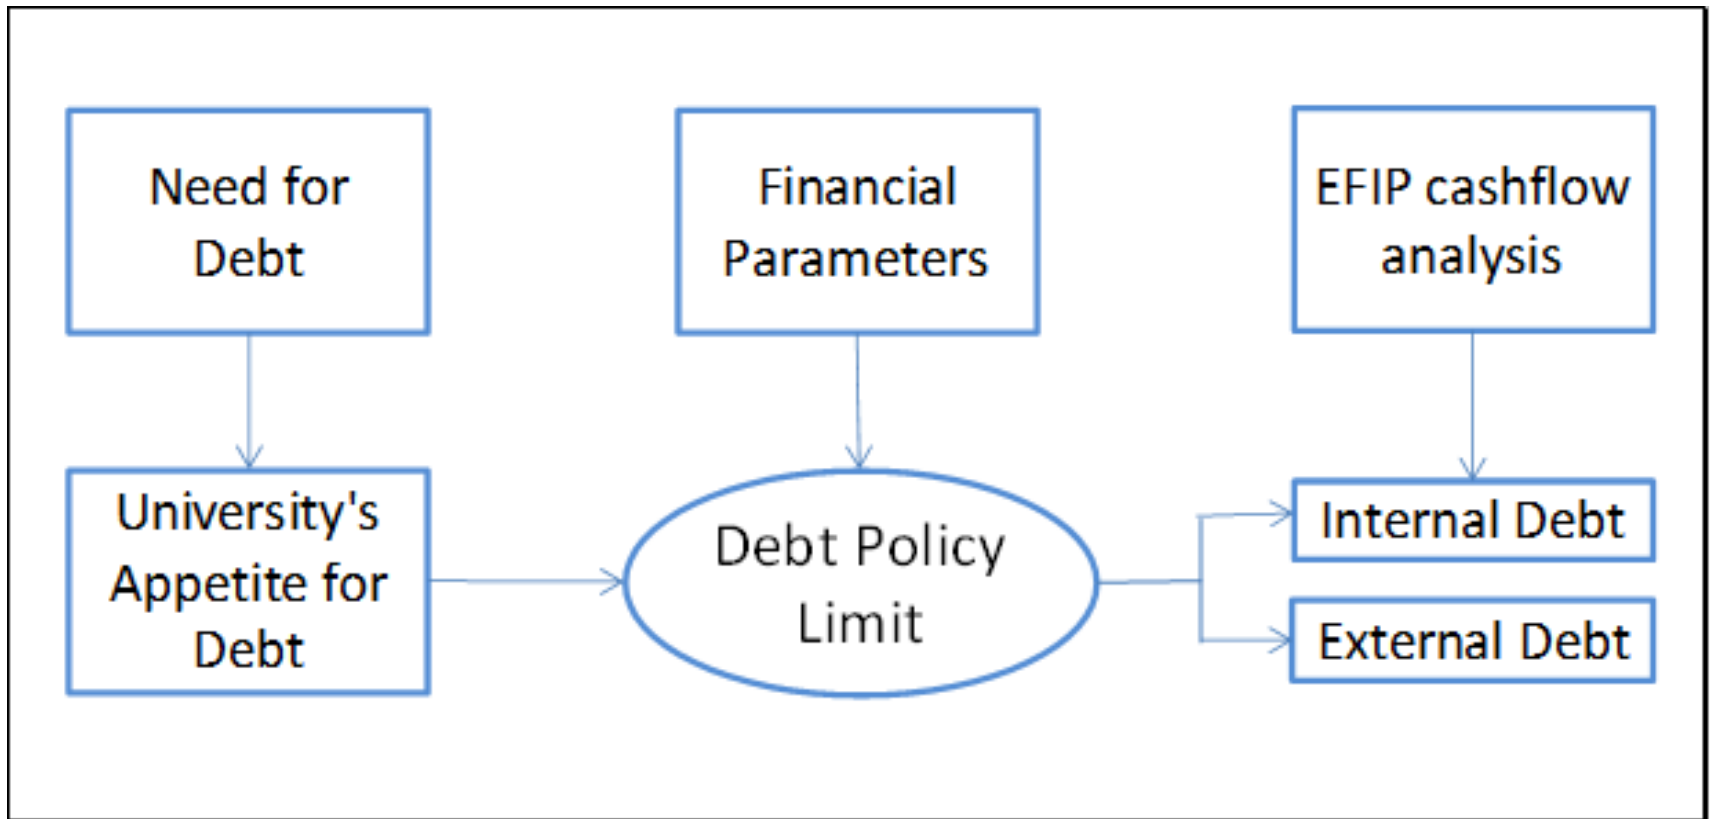 Need for
Debt
Financial
Parameters
EFIP cashflow
analysis
University's
Appetite for
Debt
Debt Policy
Limit
Internal Debt
External Debt